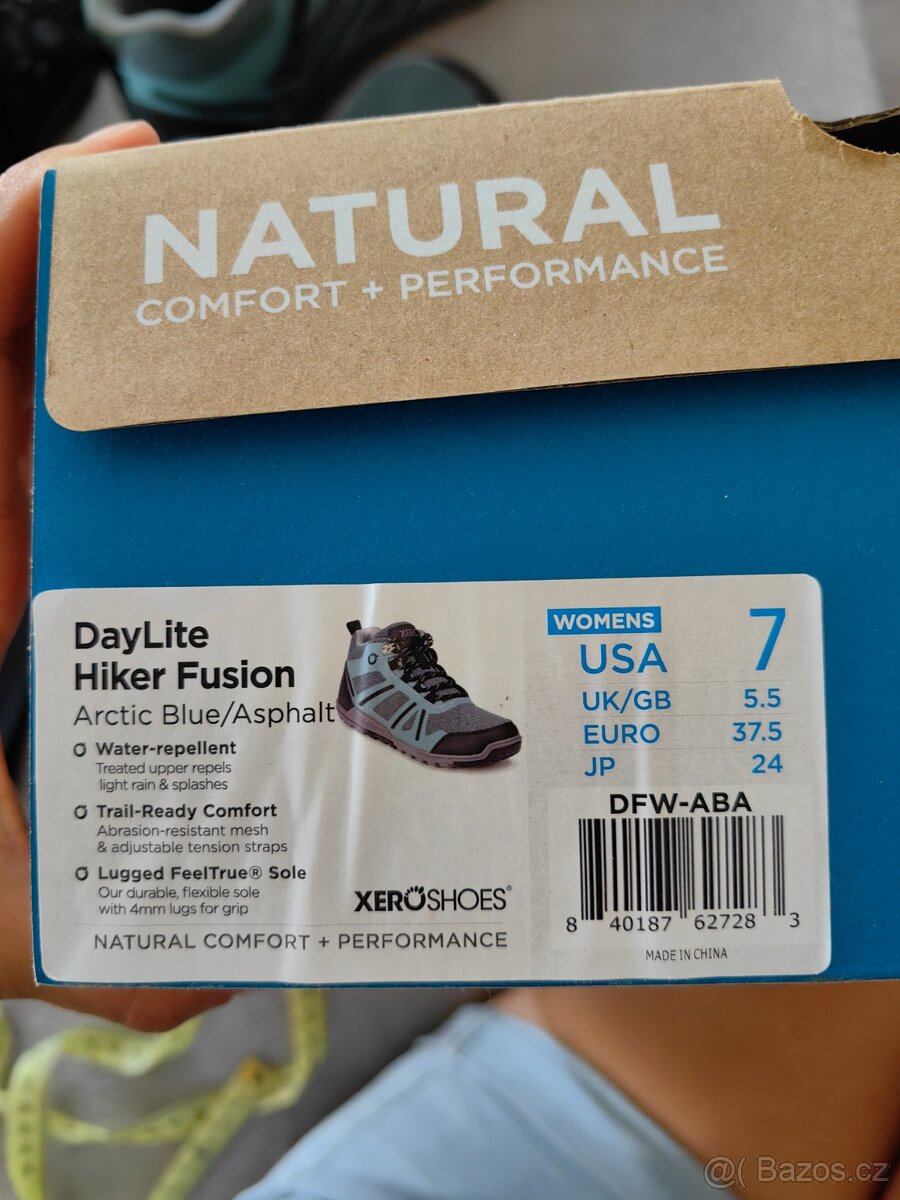 NATURAL
COMFORT + PERFORMANCE
DayLite
Hiker Fusion
Arctic Blue/Asphalt
Water-repellent
Treated upper repels
light rain & splashes
Trail-Ready Comfort
Abrasion-resistant mesh
& adjustable tension straps
Lugged FeelTrue® Sole
Our durable, flexible sole
with 4mm lugs for grip
XEROSHOES®
NATURAL COMFORT + PERFORMANCE
WOMENS
USA 7
UK/GB 5.5
EURO 37.5
JP 24
DFW-ABA
8 40187 62728 3
MADE IN CHINA
@( Bazos.cz